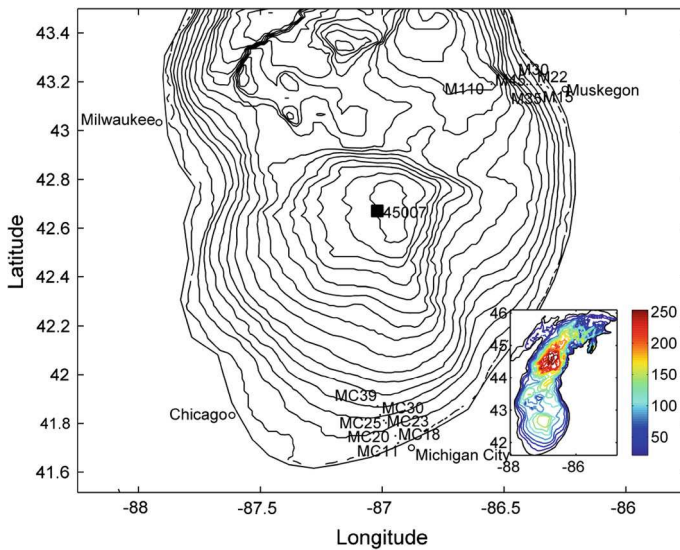 43.4
43.2
43
42.8
42.6
42.4
42.2
42
41.8
41.6
Latitude
M30
M45
M22
M110
Muskegon
M35
M15
Milwaukee
45007
MC39
MC30
Chicago
MC25
MC23
MC20
MC18
MC11
Michigan City
46
45
44
43
42
-88
-86
250
200
150
100
50
-88
-87.5
-87
-86.5
-86
Longitude